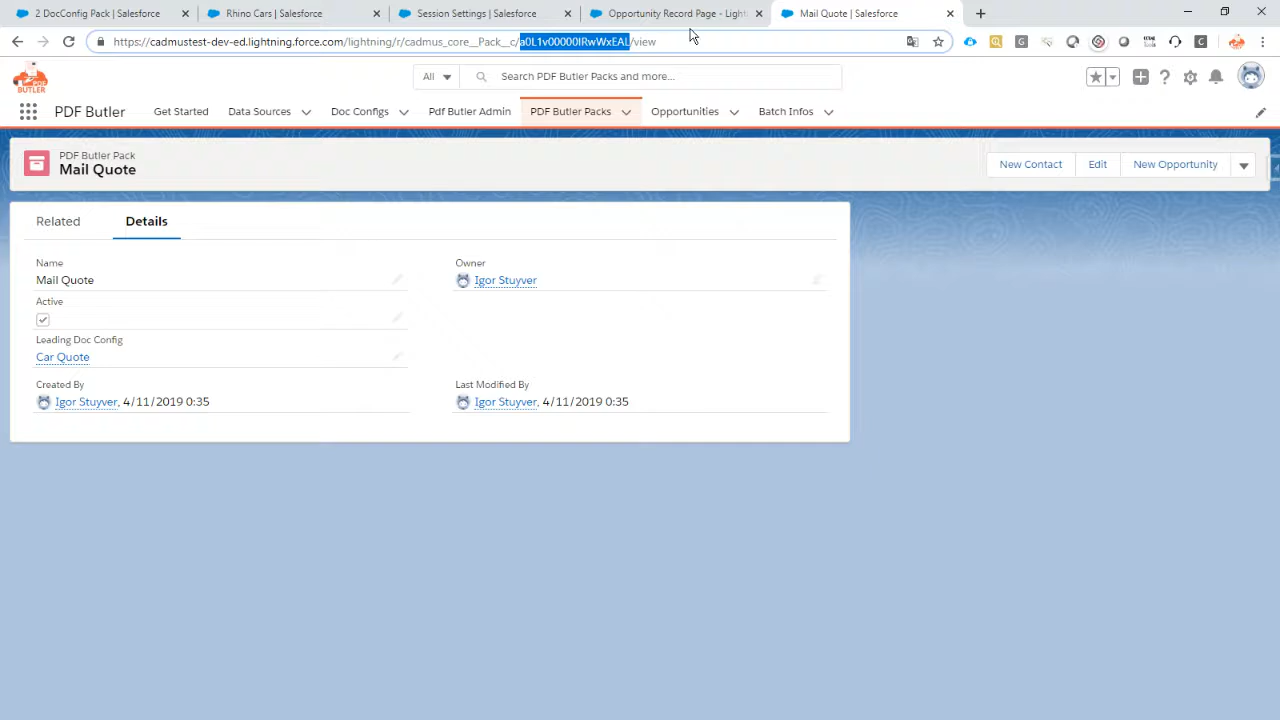 2 DocConfig Pack | Salesforce
Rhino Cars | Salesforce
Session Settings | Salesforce
Opportunity Record Page - Light
Mail Quote | Salesforce
https://cadmustest-dev-ed.lightning.force.com/lightning/r/cadmus_core__Pack__c/a0L1v00000IRwWxEAL/view
PDF BUTLER
All
Search PDF Butler Packs and more...
PDF Butler
Get Started
Data Sources
Doc Configs
Pdf Butler Admin
PDF Butler Packs
Opportunities
Batch Infos
PDF Butler Pack
Mail Quote
New Contact
Edit
New Opportunity
Related
Details
Name
Mail Quote
Owner
Igor Stuyver
Active
Leading Doc Config
Car Quote
Created By
Igor Stuyver, 4/11/2019 0:35
Last Modified By
Igor Stuyver, 4/11/2019 0:35